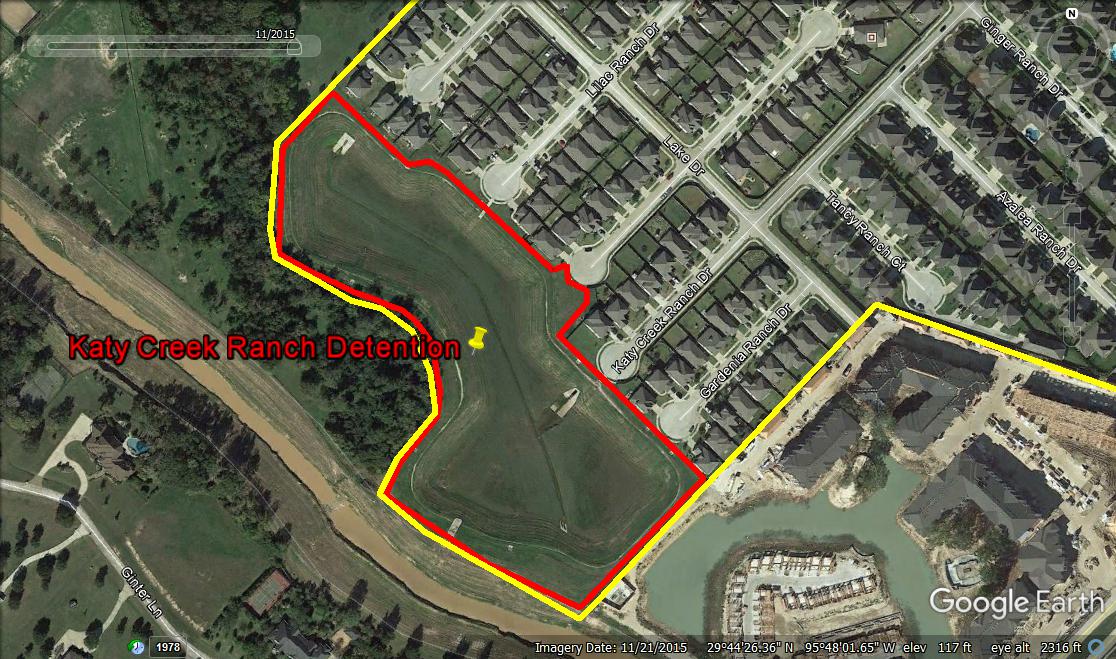 11/2015
N
Lilac Ranch Dr
Ginger Ranch Dr
Lake Dr
Azalea Ranch Dr
Tancy Ranch Ct
Katy Creek Ranch Dr
Gardenia Ranch Dr
Katy Creek Ranch Detention
Ginter Ln
Google Earth
1978
Imagery Date: 11/21/2015 29°44'26.36" N 95°48'01.65" W elev 117 ft eye alt 2316 ft